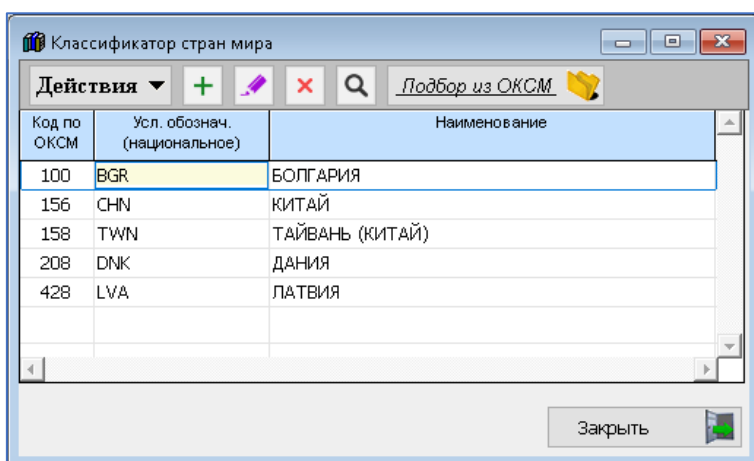 Классификатор стран мира
Действия Подбор из ОКСМ
Код по ОКСМ Усл. обознач. (национальное) Наименование
100 BGR БОЛГАРИЯ
156 CHN КИТАЙ
158 TWN ТАЙВАНЬ (КИТАЙ)
208 DNK ДАНИЯ
428 LVA ЛАТВИЯ
Закрыть